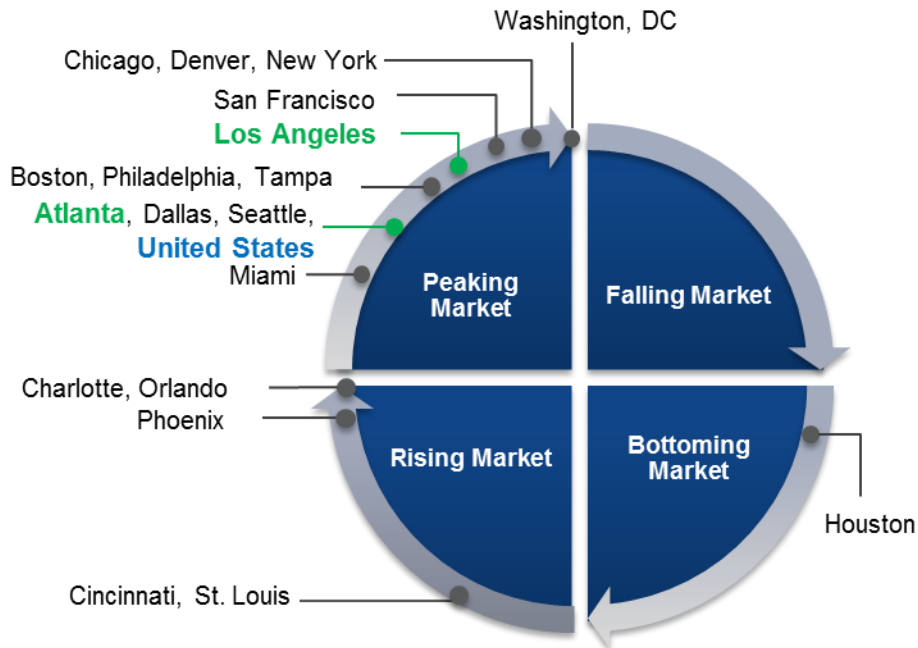 Washington, DC
Chicago, Denver, New York
San Francisco
Los Angeles
Boston, Philadelphia, Tampa
Atlanta, Dallas, Seattle,
United States
Miami
Peaking
Market
Falling Market
Charlotte, Orlando
Phoenix
Rising Market
Bottoming
Market
Houston
Cincinnati, St. Louis